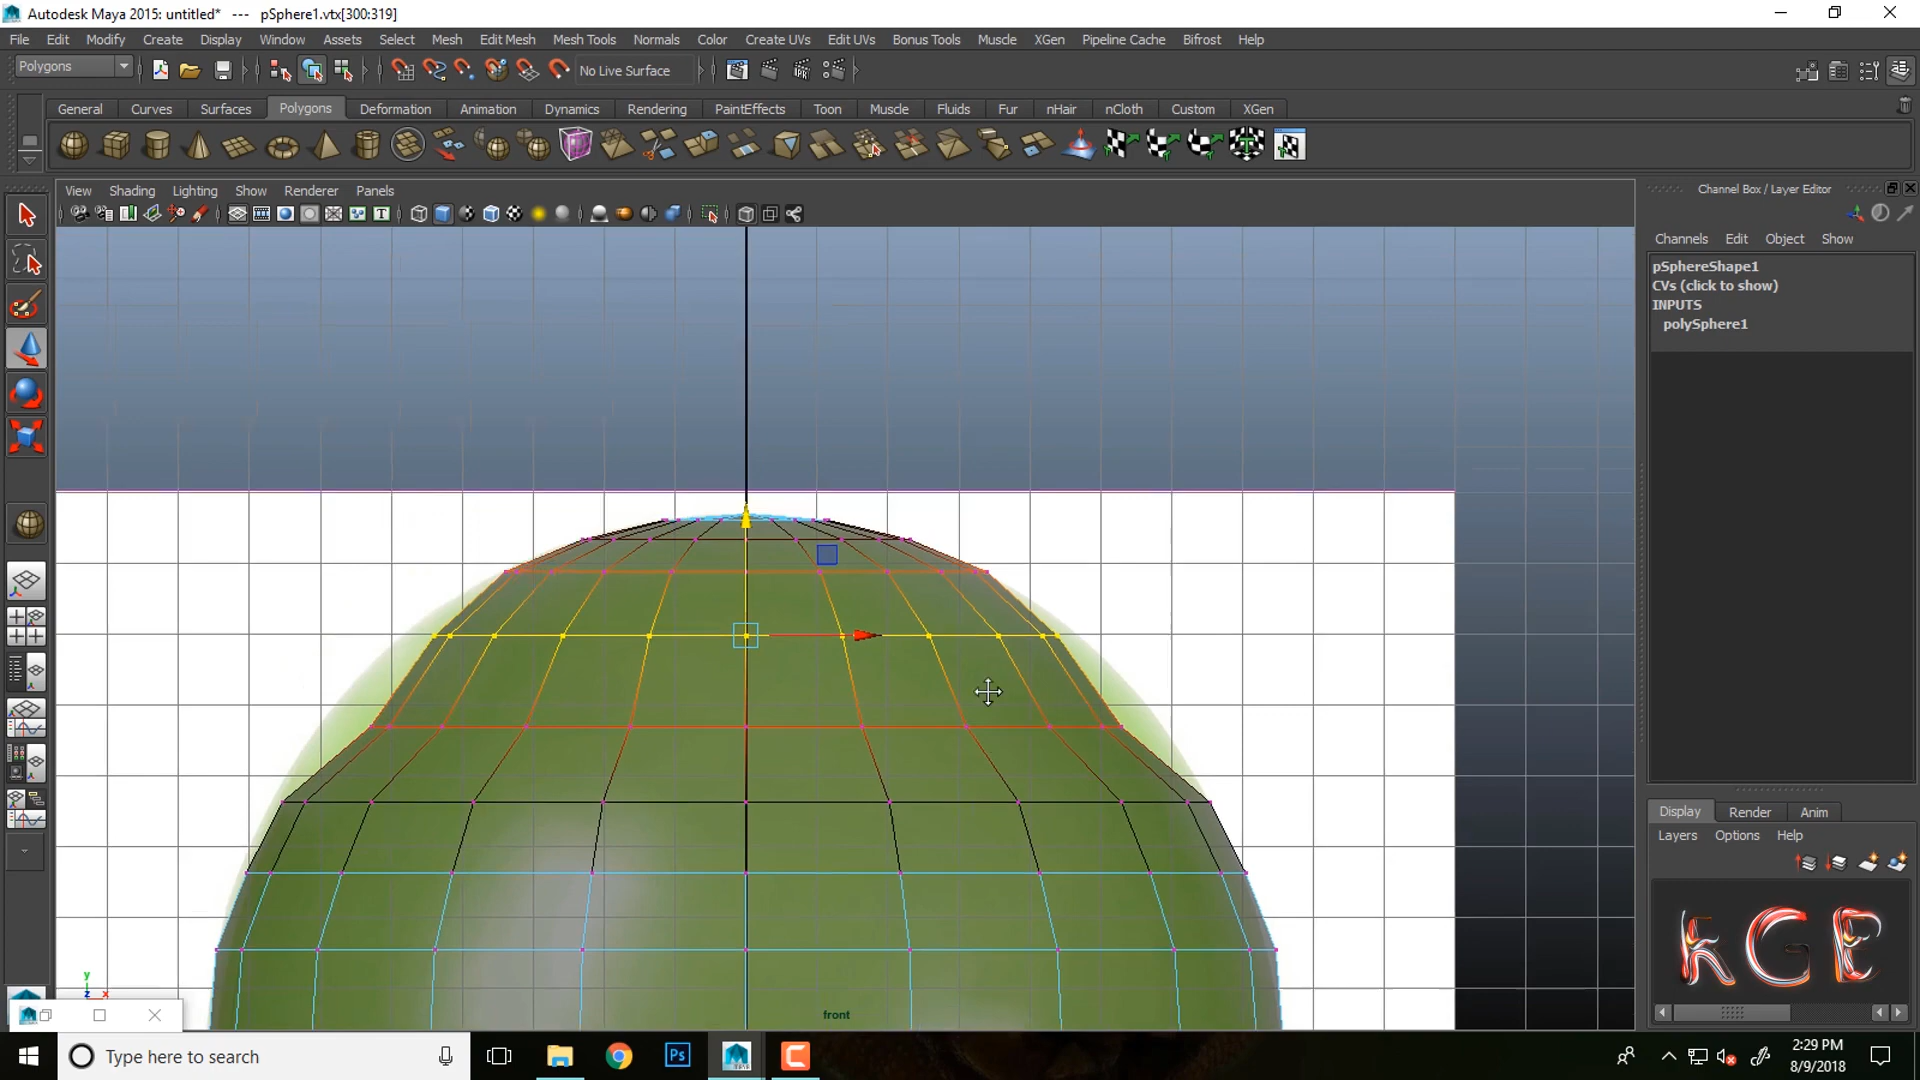 Autodesk Maya 2015: untitled* --- pSphere1.vtx[300:319]
File Edit Modify Create Display Window Assets Select Mesh Edit Mesh Mesh Tools Normals Color Create UVs Edit UVs Bonus Tools Muscle XGen Pipeline Cache Bifrost Help
Polygons No Live Surface
General Curves Surfaces Polygons Deformation Animation Dynamics Rendering PaintEffects Toon Muscle Fluids Fur nHair nCloth Custom XGen
View Shading Lighting Show Renderer Panels
Channel Box / Layer Editor
Channels Edit Object Show
pSphereShape1
CVs (click to show)
INPUTS
polySphere1
Display Render Anim
Layers Options Help
KGE
y
z x
front
Type here to search
Ps
2:29 PM
8/9/2018